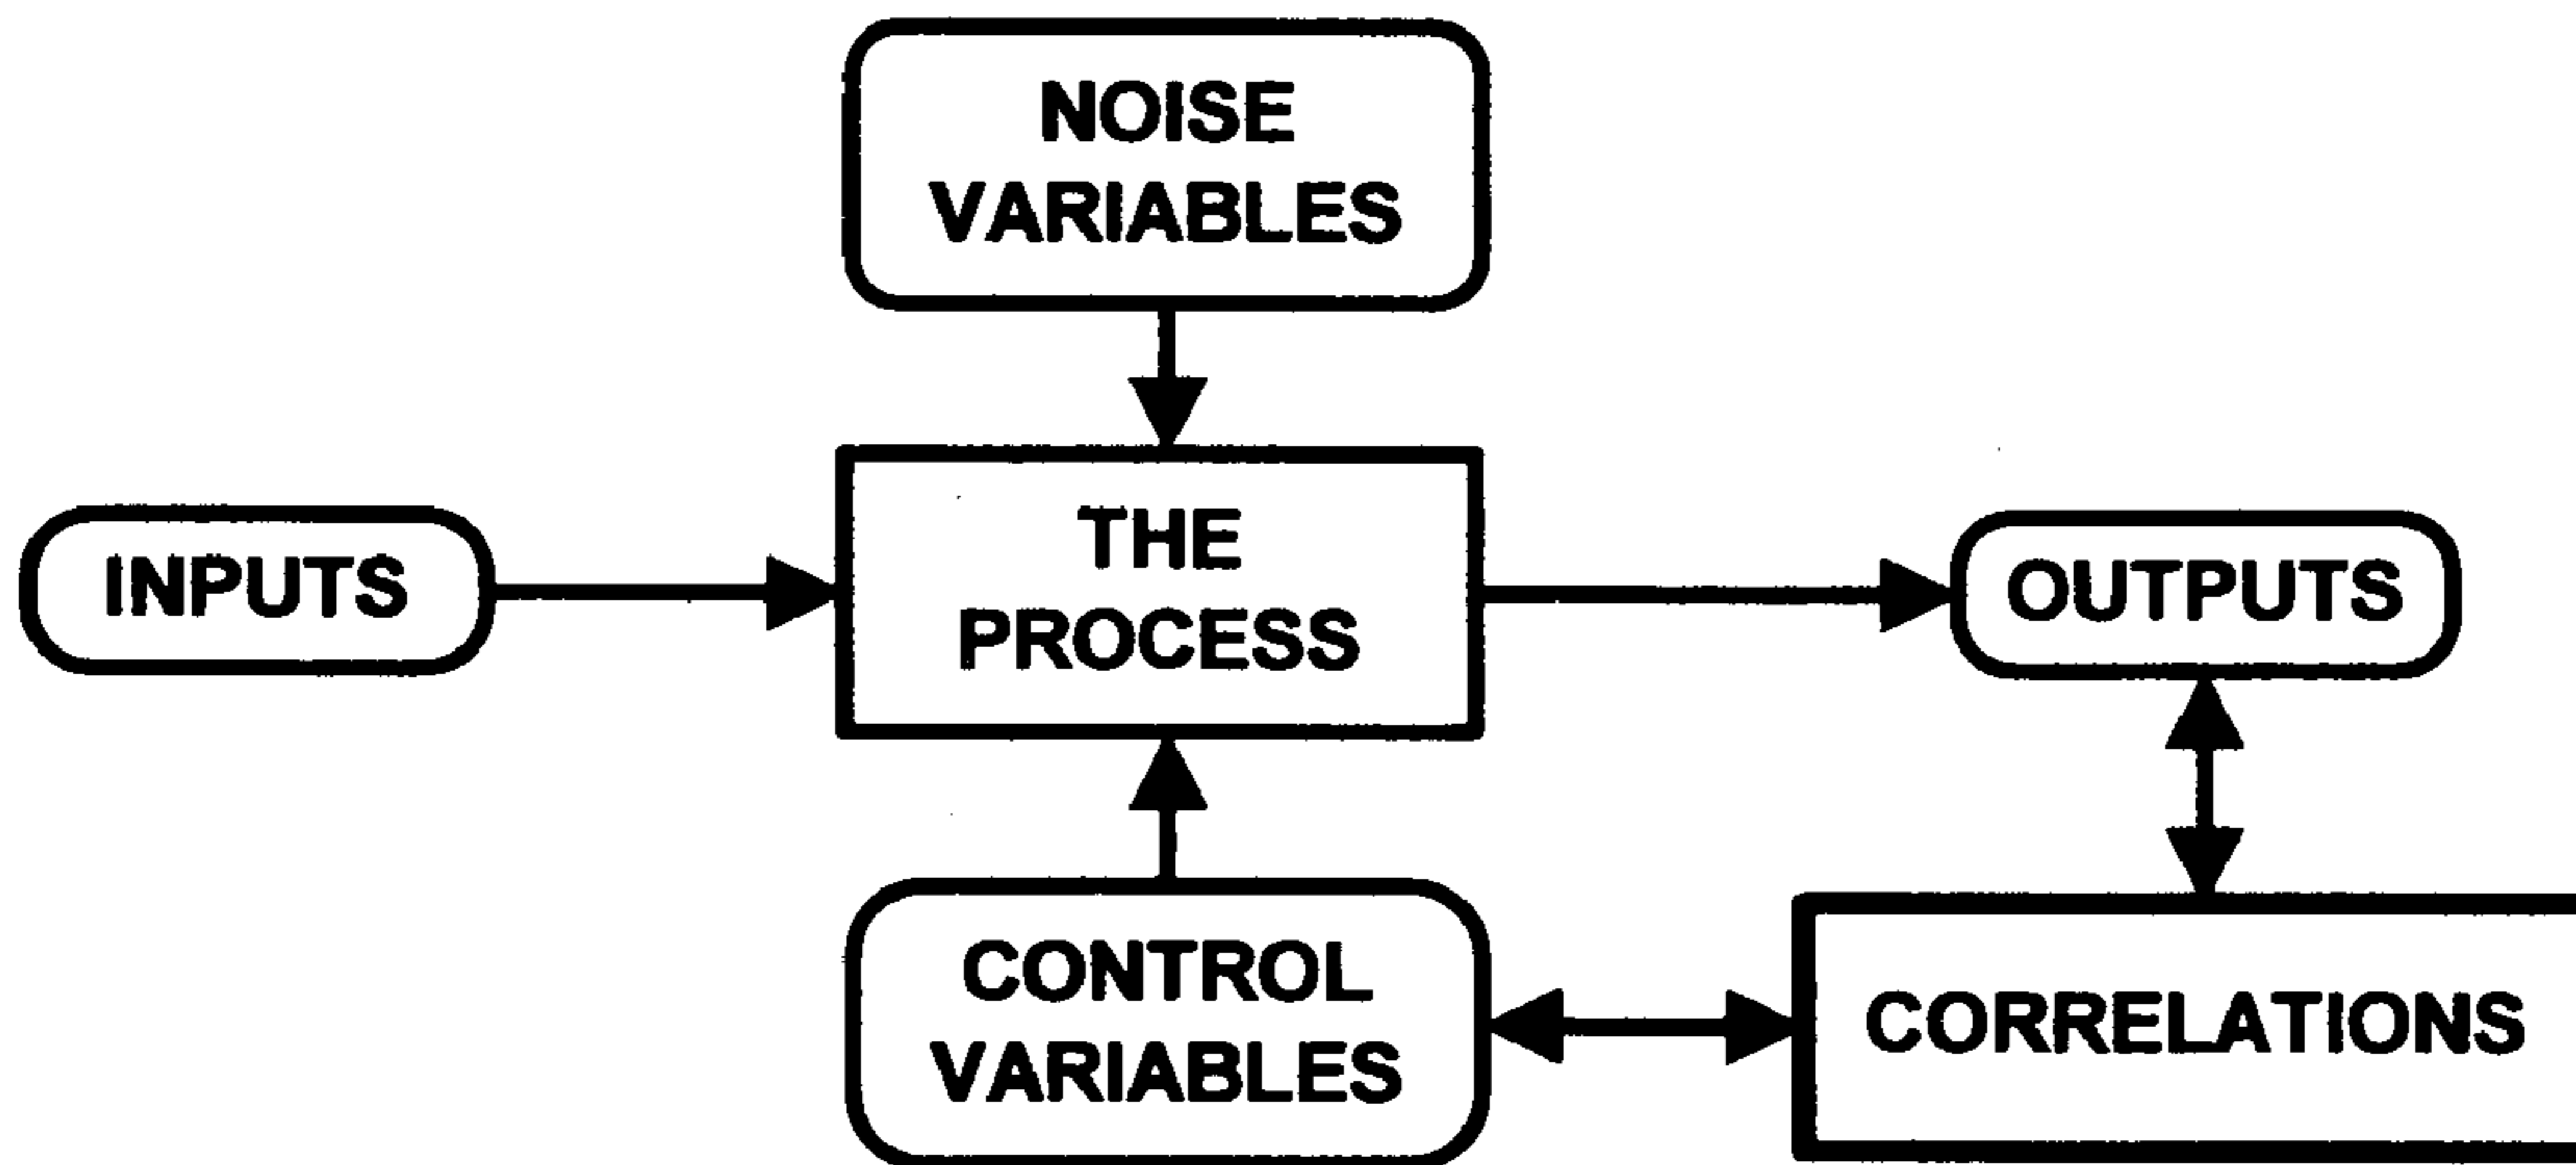 NOISE
VARIABLES
INPUTS
THE
PROCESS
OUTPUTS
CONTROL
VARIABLES
CORRELATIONS